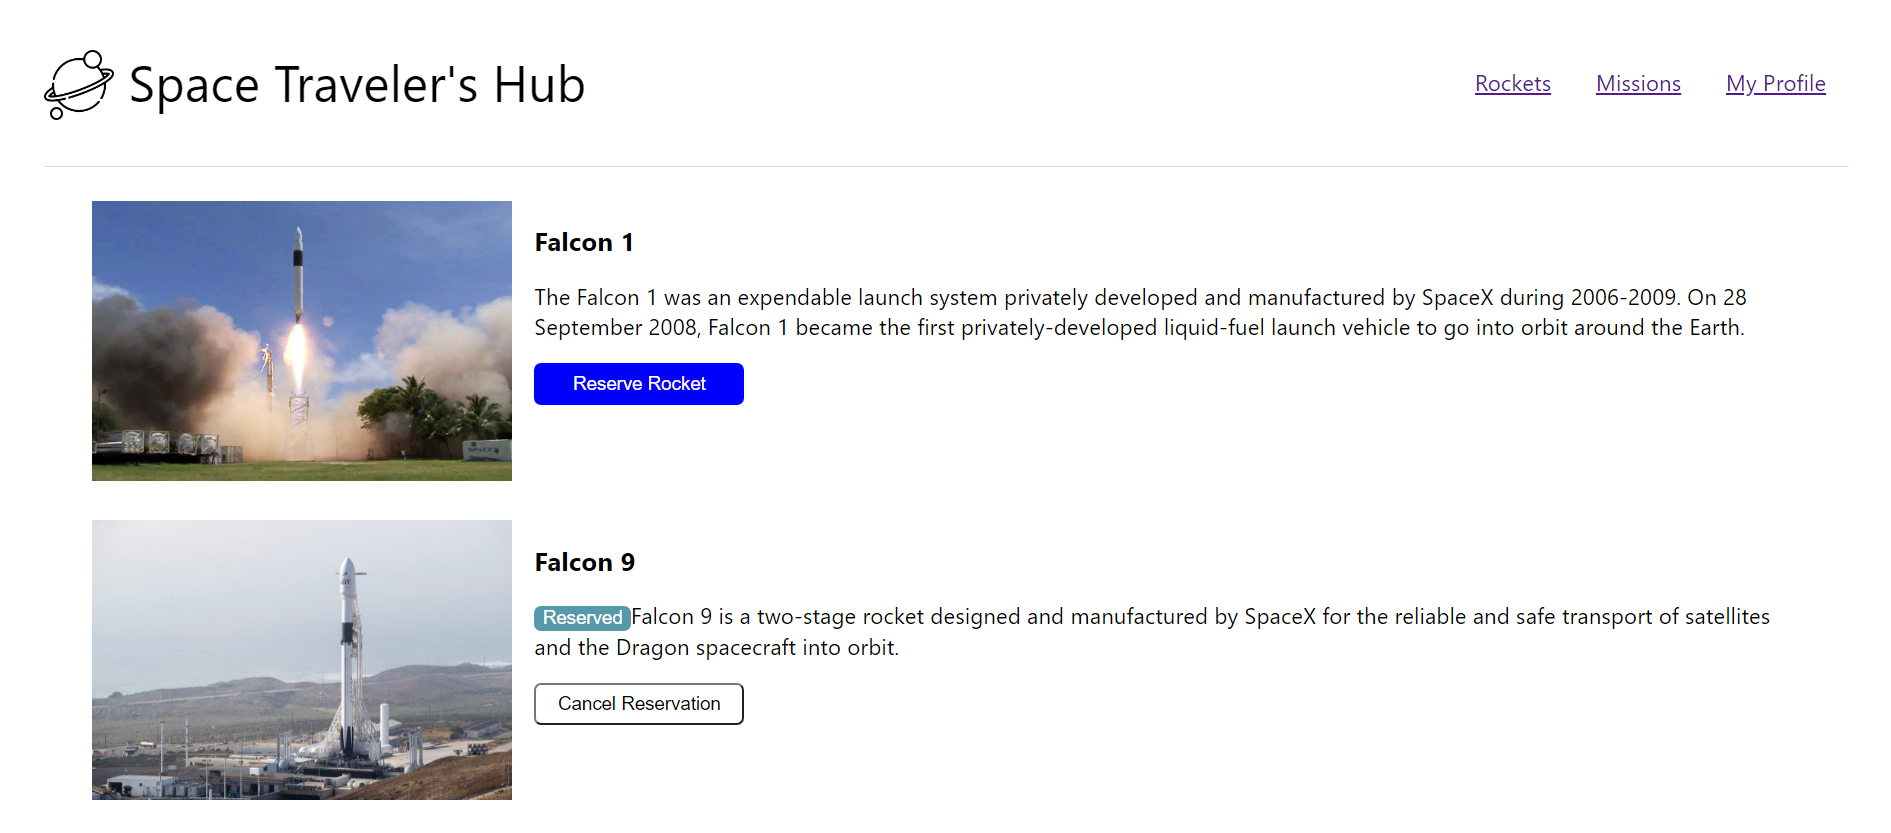 Space Traveler's Hub
Rockets Missions My Profile
Falcon 1
The Falcon 1 was an expendable launch system privately developed and manufactured by SpaceX during 2006-2009. On 28
September 2008, Falcon 1 became the first privately-developed liquid-fuel launch vehicle to go into orbit around the Earth.
Reserve Rocket
Falcon 9
Reserved Falcon 9 is a two-stage rocket designed and manufactured by SpaceX for the reliable and safe transport of satellites
and the Dragon spacecraft into orbit.
Cancel Reservation